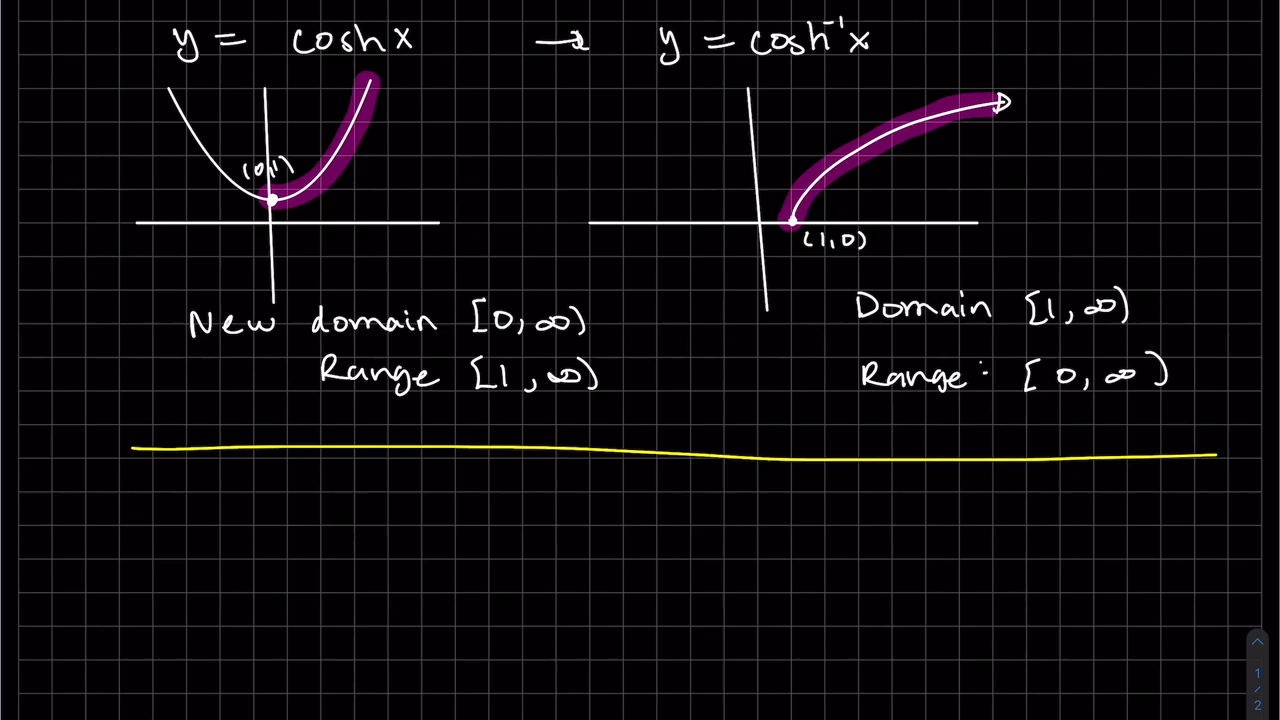 y = cosh x → y = cosh⁻¹x
(0,1)
(1,0)
New domain [0, ∞)
Range [1, ∞)
Domain [1, ∞)
Range: [0, ∞)
1
/
2